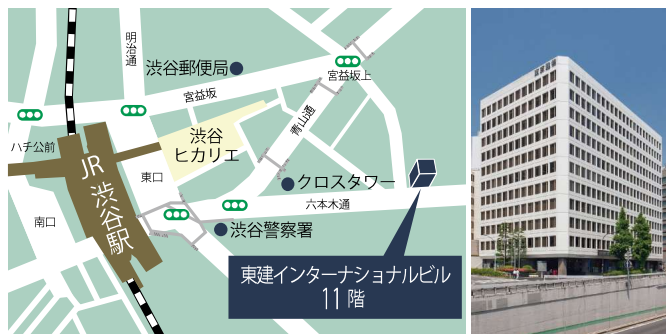 明治通
渋谷郵便局
宮益坂上
宮益坂
青山通
ハチ公前
渋谷
ヒカリエ
JR 渋谷駅
東口
クロスタワー
南口
六本木通
渋谷警察署
東建インターナショナルビル
11 階